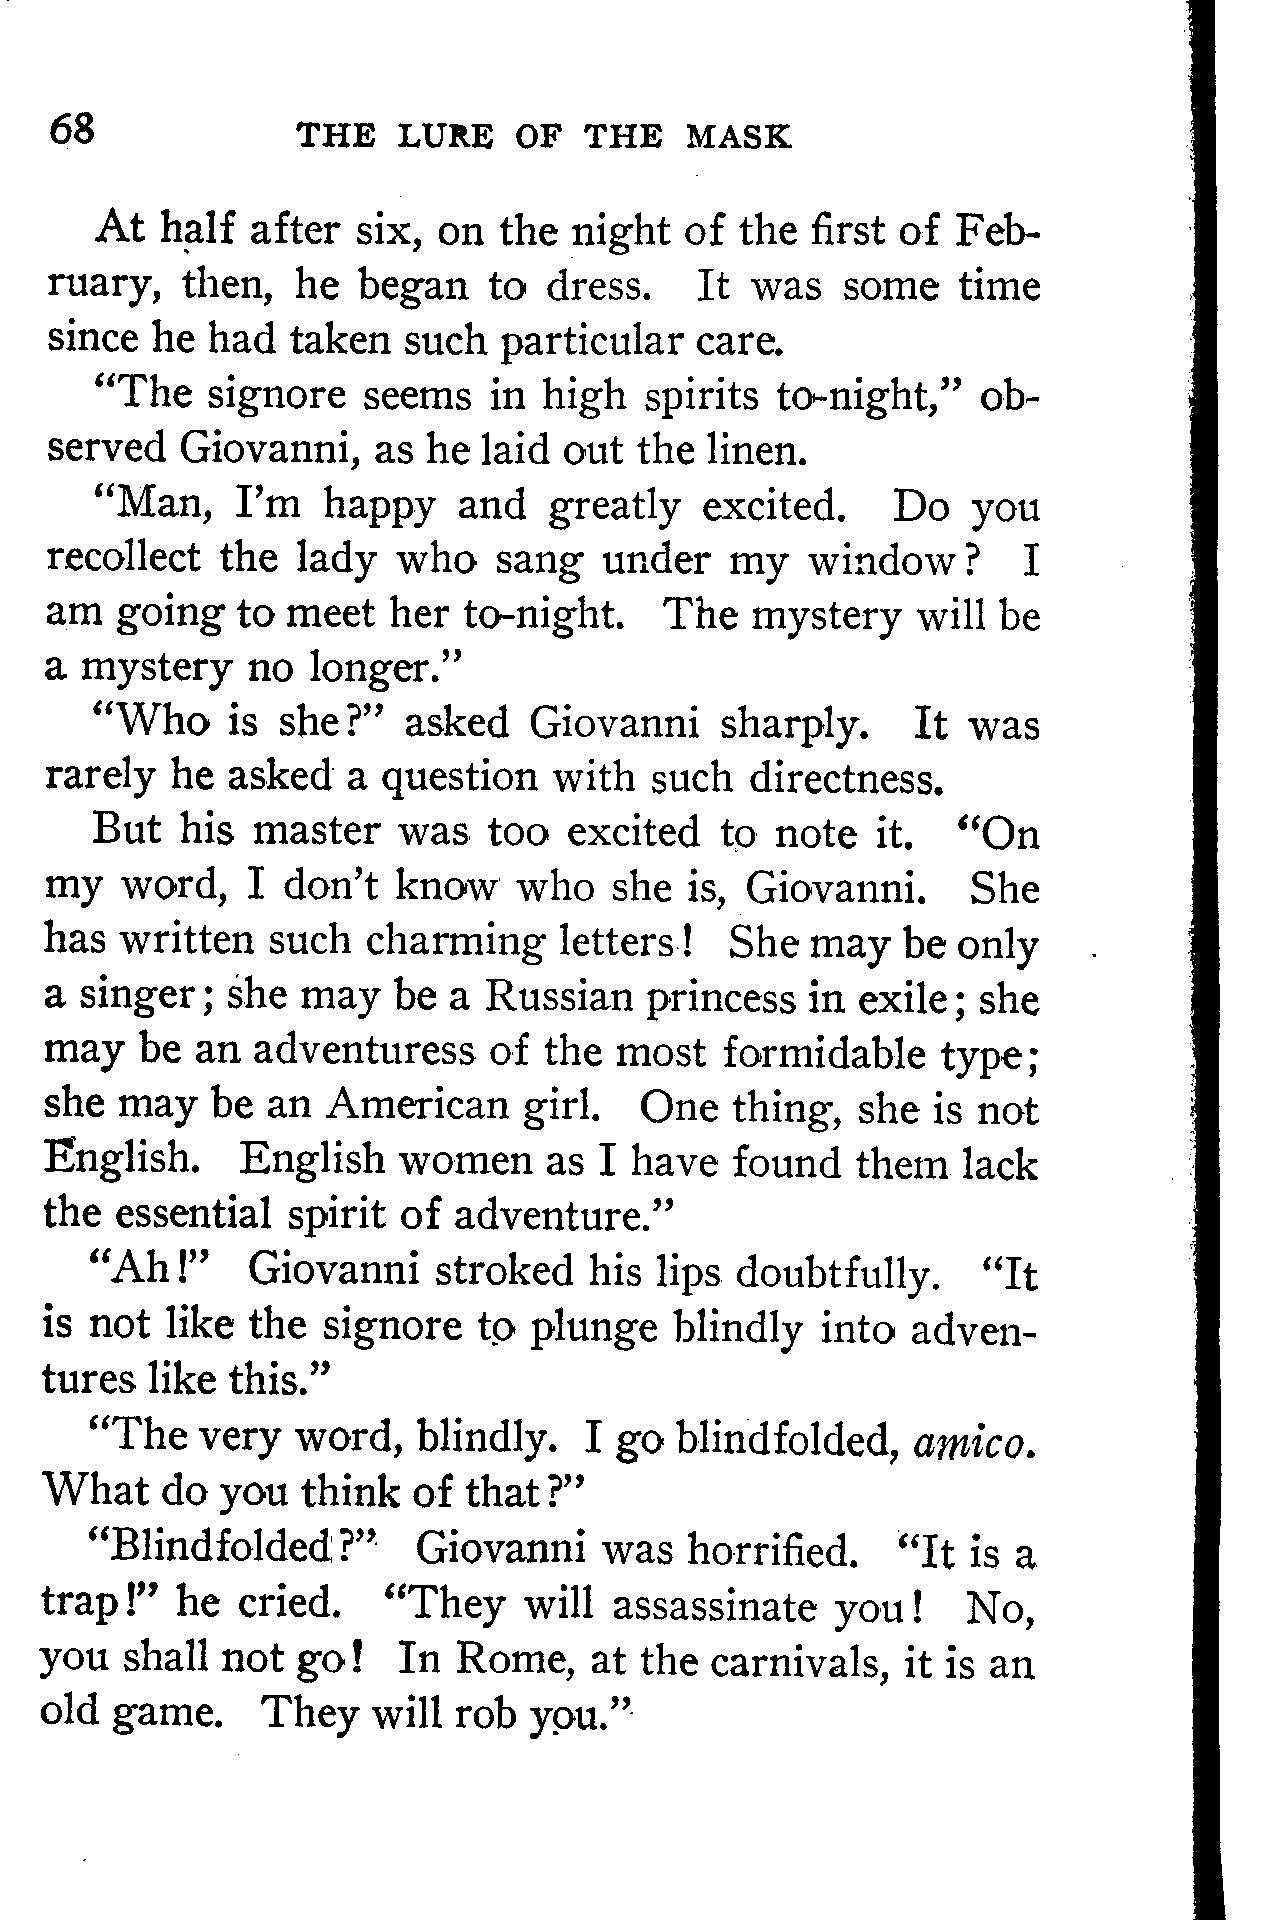 68 THE LURE OF THE MASK
At half after six, on the night of the first of Feb-
ruary, then, he began to dress. It was some time
since he had taken such particular care.
"The signore seems in high spirits to-night," ob-
served Giovanni, as he laid out the linen.
"Man, I'm happy and greatly excited. Do you
recollect the lady who sang under my window? I
am going to meet her to-night. The mystery will be
a mystery no longer."
"Who is she?" asked Giovanni sharply. It was
rarely he asked a question with such directness.
But his master was too excited to note it. "On
my word, I don't know who she is, Giovanni. She
has written such charming letters! She may be only
a singer; she may be a Russian princess in exile; she
may be an adventuress of the most formidable type;
she may be an American girl. One thing, she is not
English. English women as I have found them lack
the essential spirit of adventure."
"Ah!" Giovanni stroked his lips doubtfully. "It
is not like the signore to plunge blindly into adven-
tures like this."
"The very word, blindly. I go blindfolded, amico.
What do you think of that?"
"Blindfolded?" Giovanni was horrified. "It is a
trap!" he cried. "They will assassinate you! No,
you shall not go! In Rome, at the carnivals, it is an
old game. They will rob you."